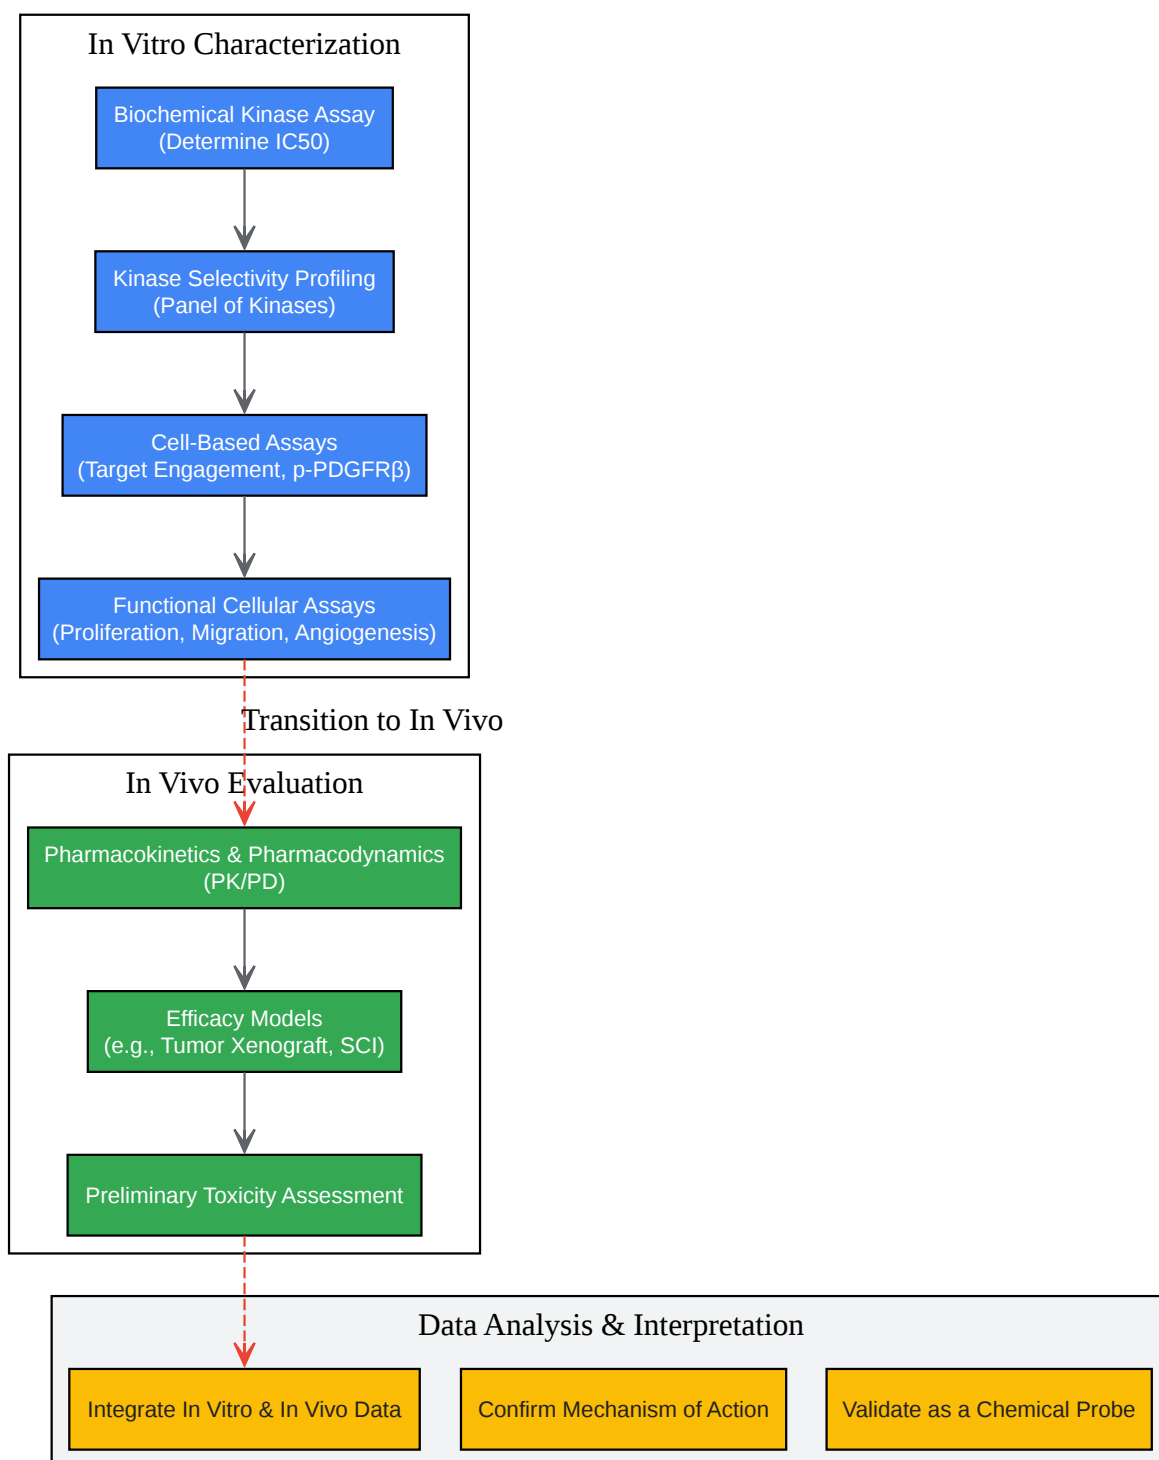 In Vitro Characterization
Biochemical Kinase Assay
(Determine IC50)
Kinase Selectivity Profiling
(Panel of Kinases)
Cell-Based Assays
(Target Engagement, p-PDGFRβ)
Functional Cellular Assays
(Proliferation, Migration, Angiogenesis)
Transition to In Vivo
In Vivo Evaluation
Pharmacokinetics & Pharmacodynamics
(PK/PD)
Efficacy Models
(e.g., Tumor Xenograft, SCI)
Preliminary Toxicity Assessment
Data Analysis & Interpretation
Integrate In Vitro & In Vivo Data
Confirm Mechanism of Action
Validate as a Chemical Probe